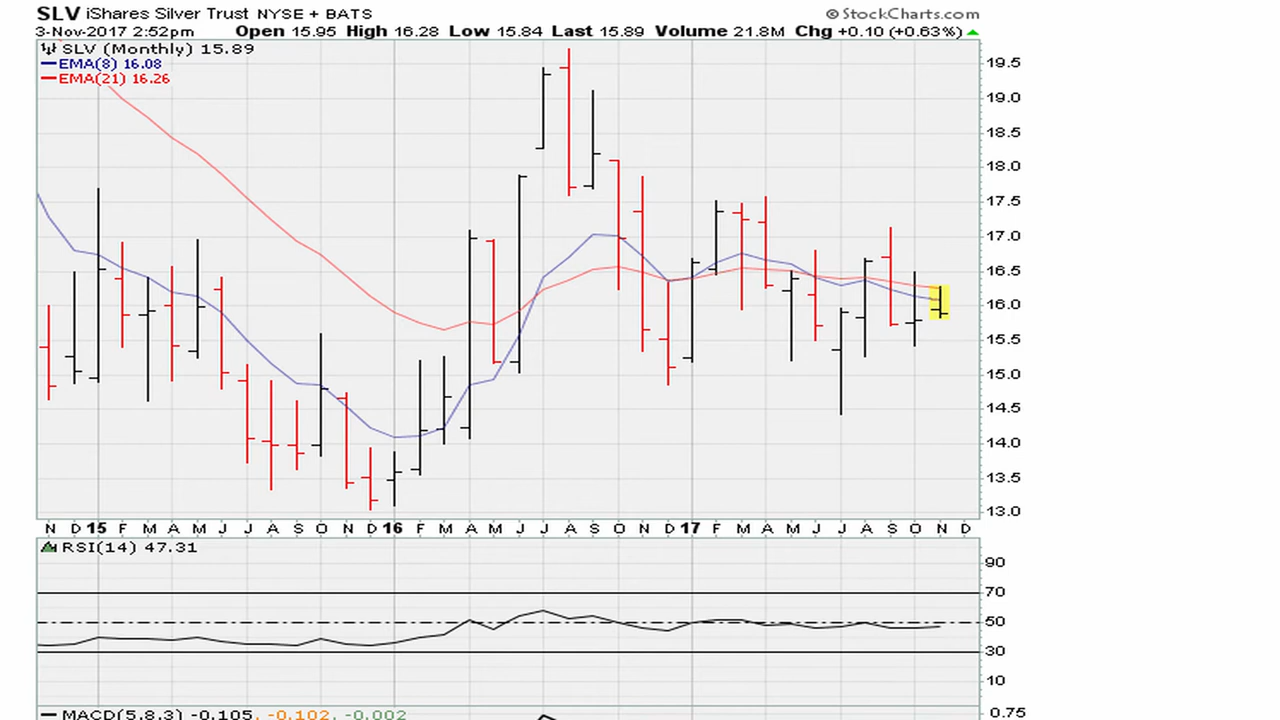 SLV iShares Silver Trust NYSE + BATS © StockCharts.com
3-Nov-2017 2:52pm Open 15.95 High 16.28 Low 15.84 Last 15.89 Volume 21.8M Chg +0.10 (+0.63%)
SLV (Monthly) 15.89
EMA(8) 16.08
EMA(21) 16.26
19.5
19.0
18.5
18.0
17.5
17.0
16.5
16.0
15.5
15.0
14.5
14.0
13.5
13.0
N D 15 F M A M J J A S O N D 16 F M A M J J A S O N D 17 F M A M J J A S O N D
RSI(14) 47.31
90
70
50
30
10
MACD(5,8,3) -0.105, -0.102, -0.002
0.75